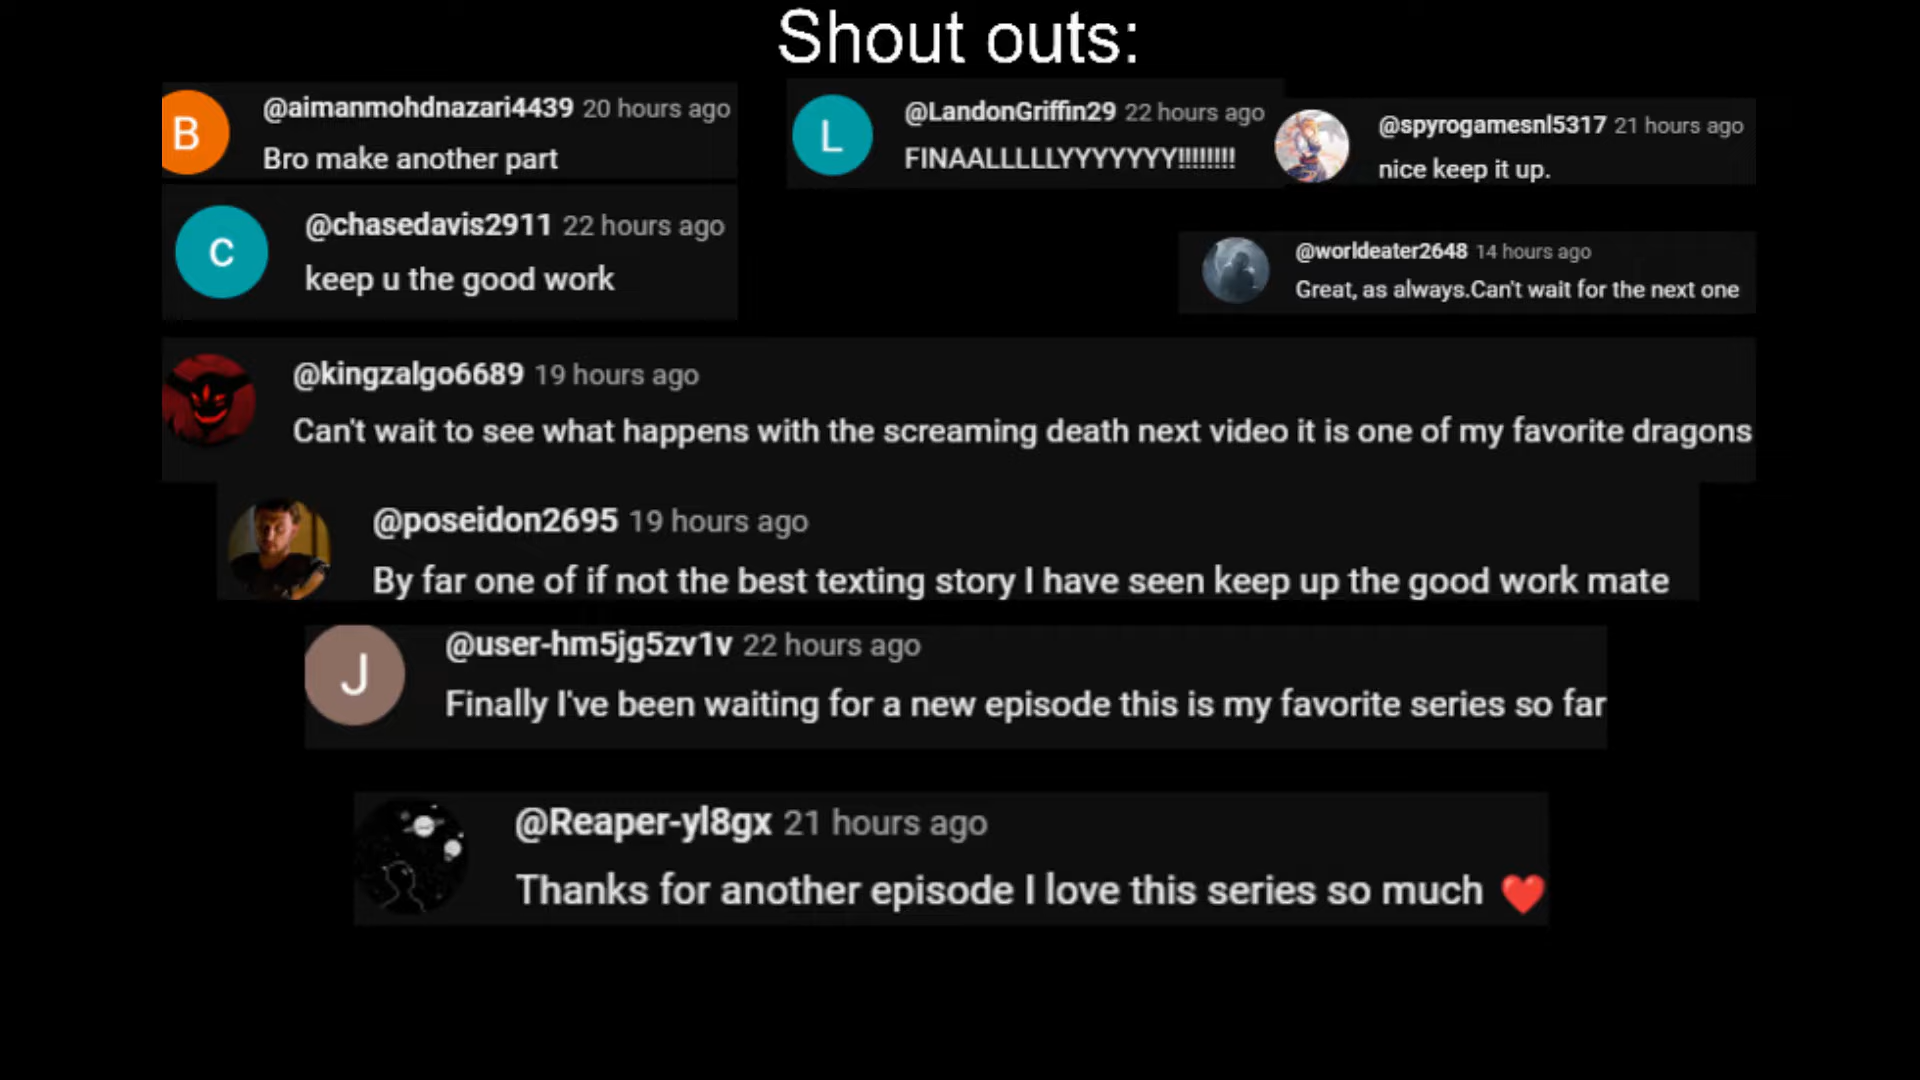 Shout outs:
B
@aimanmohdnazari4439 20 hours ago
Bro make another part
L
@LandonGriffin29 22 hours ago
FINAALLLLLYYYYYYY!!!!!!!!
@spyrogamesnl5317 21 hours ago
nice keep it up.
C
@chasedavis2911 22 hours ago
keep u the good work
@worldeater2648 14 hours ago
Great, as always.Can't wait for the next one
@kingzalgo6689 19 hours ago
Can't wait to see what happens with the screaming death next video it is one of my favorite dragons
@poseidon2695 19 hours ago
By far one of if not the best texting story I have seen keep up the good work mate
J
@user-hm5jg5zv1v 22 hours ago
Finally I've been waiting for a new episode this is my favorite series so far
@Reaper-yl8gx 21 hours ago
Thanks for another episode I love this series so much ❤️